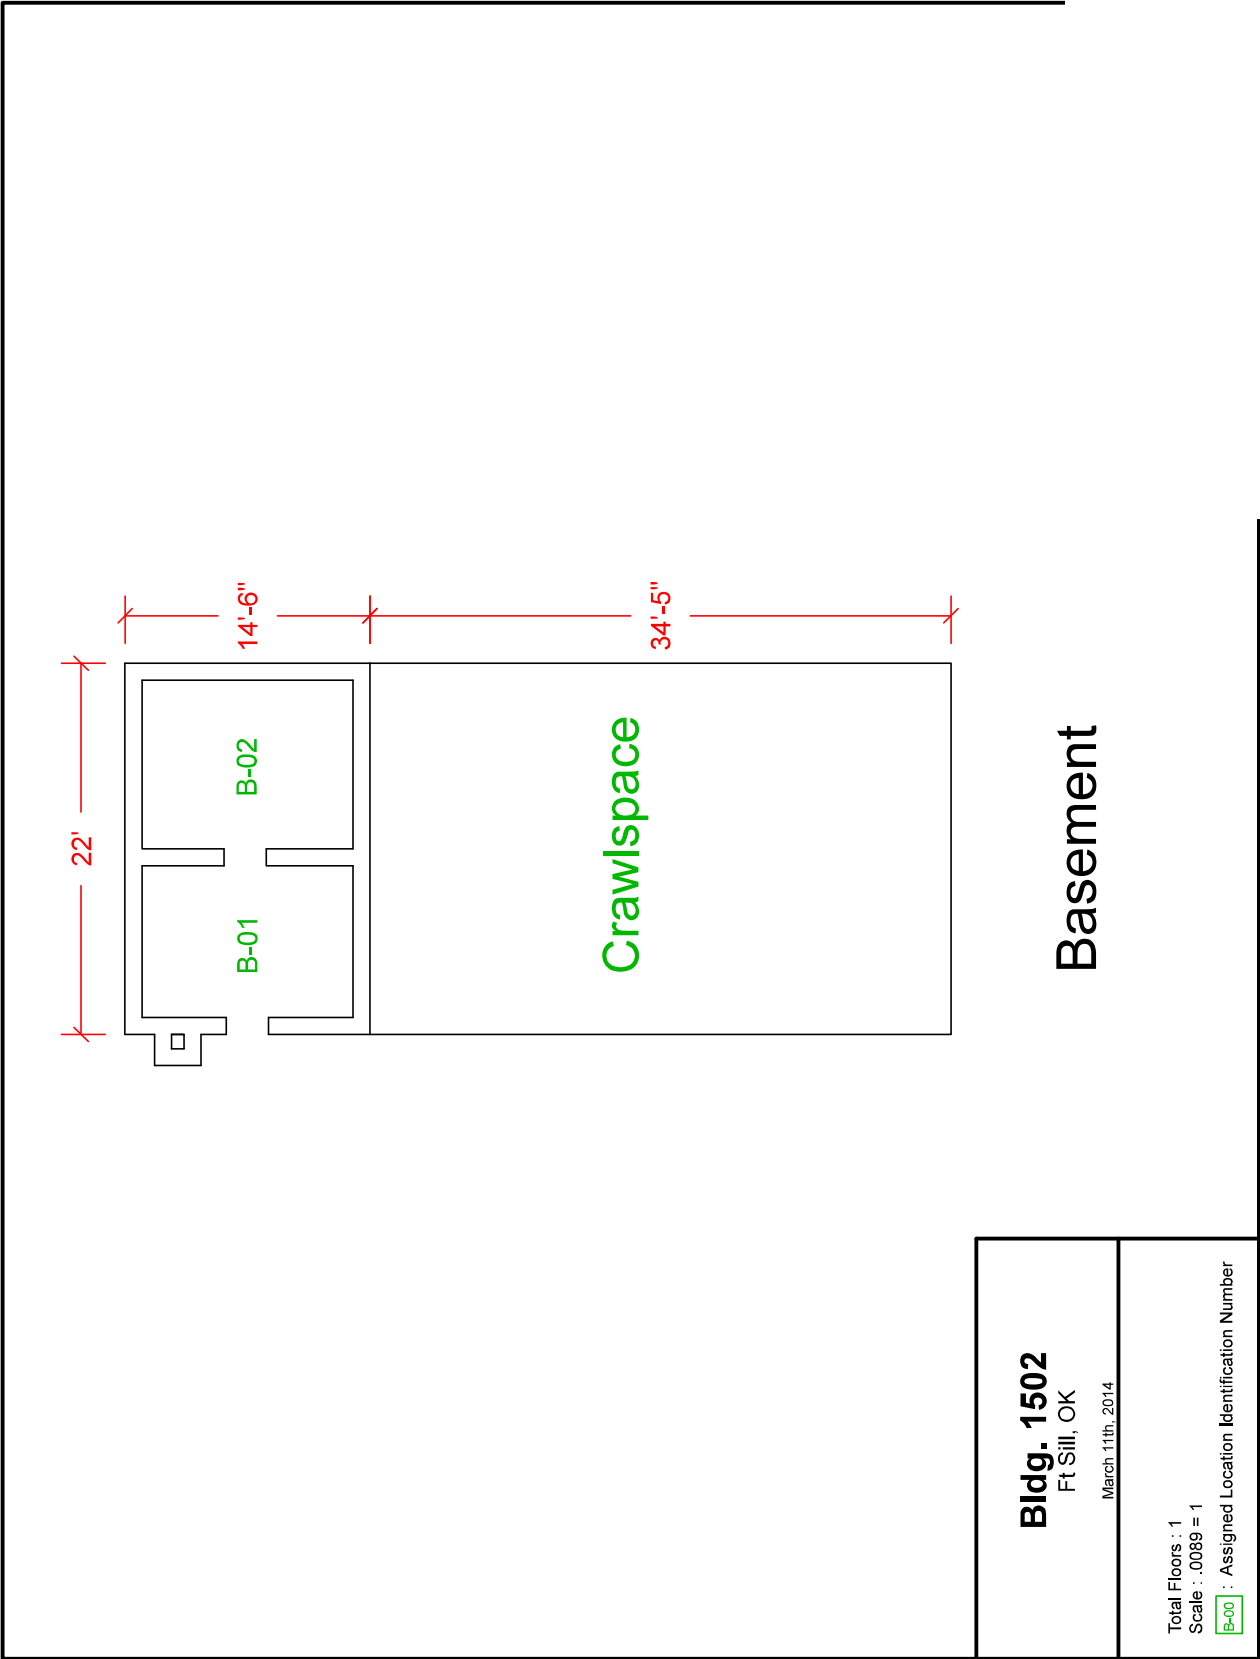 22'
14'-6"
34'-5"
B-01
B-02
Crawlspace
Basement
Bldg. 1502
Ft Sill, OK
March 11th, 2014
Total Floors : 1
Scale : .0089 = 1
B-00 : Assigned Location Identification Number